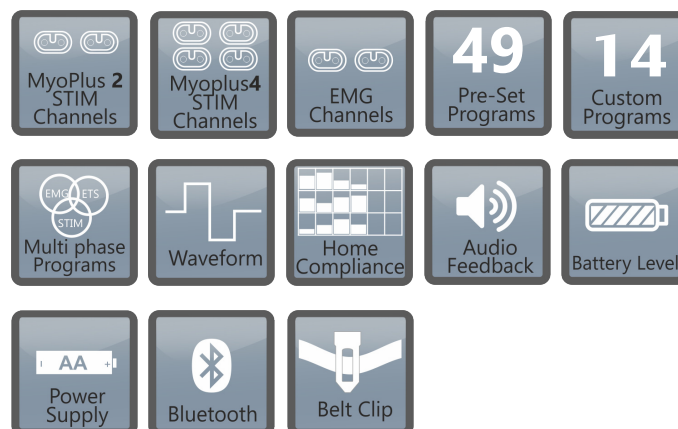 MyoPlus 2
STIM
Channels
Myoplus4
STIM
Channels
EMG
Channels
49
Pre-Set
Programs
14
Custom
Programs
EMG ETS
STIM
Multi phase
Programs
Waveform
Home
Compliance
Audio
Feedback
Battery Level
AA
Power
Supply
Bluetooth
Belt Clip